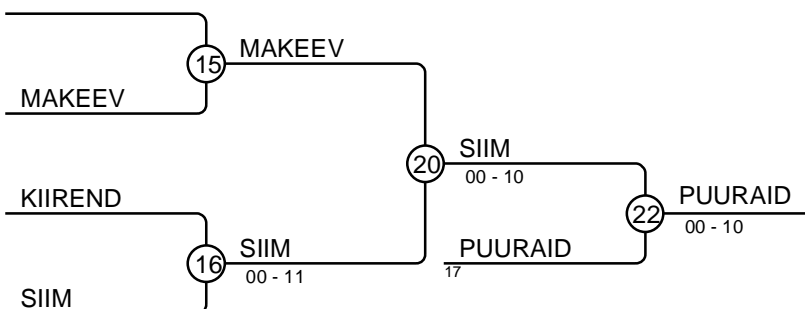 15
MAKEEV
MAKEEV
20
SIIM
00 - 10
KIIREND
22
PUURAID
00 - 10
16
SIIM
00 - 11
17
PUURAID
SIIM